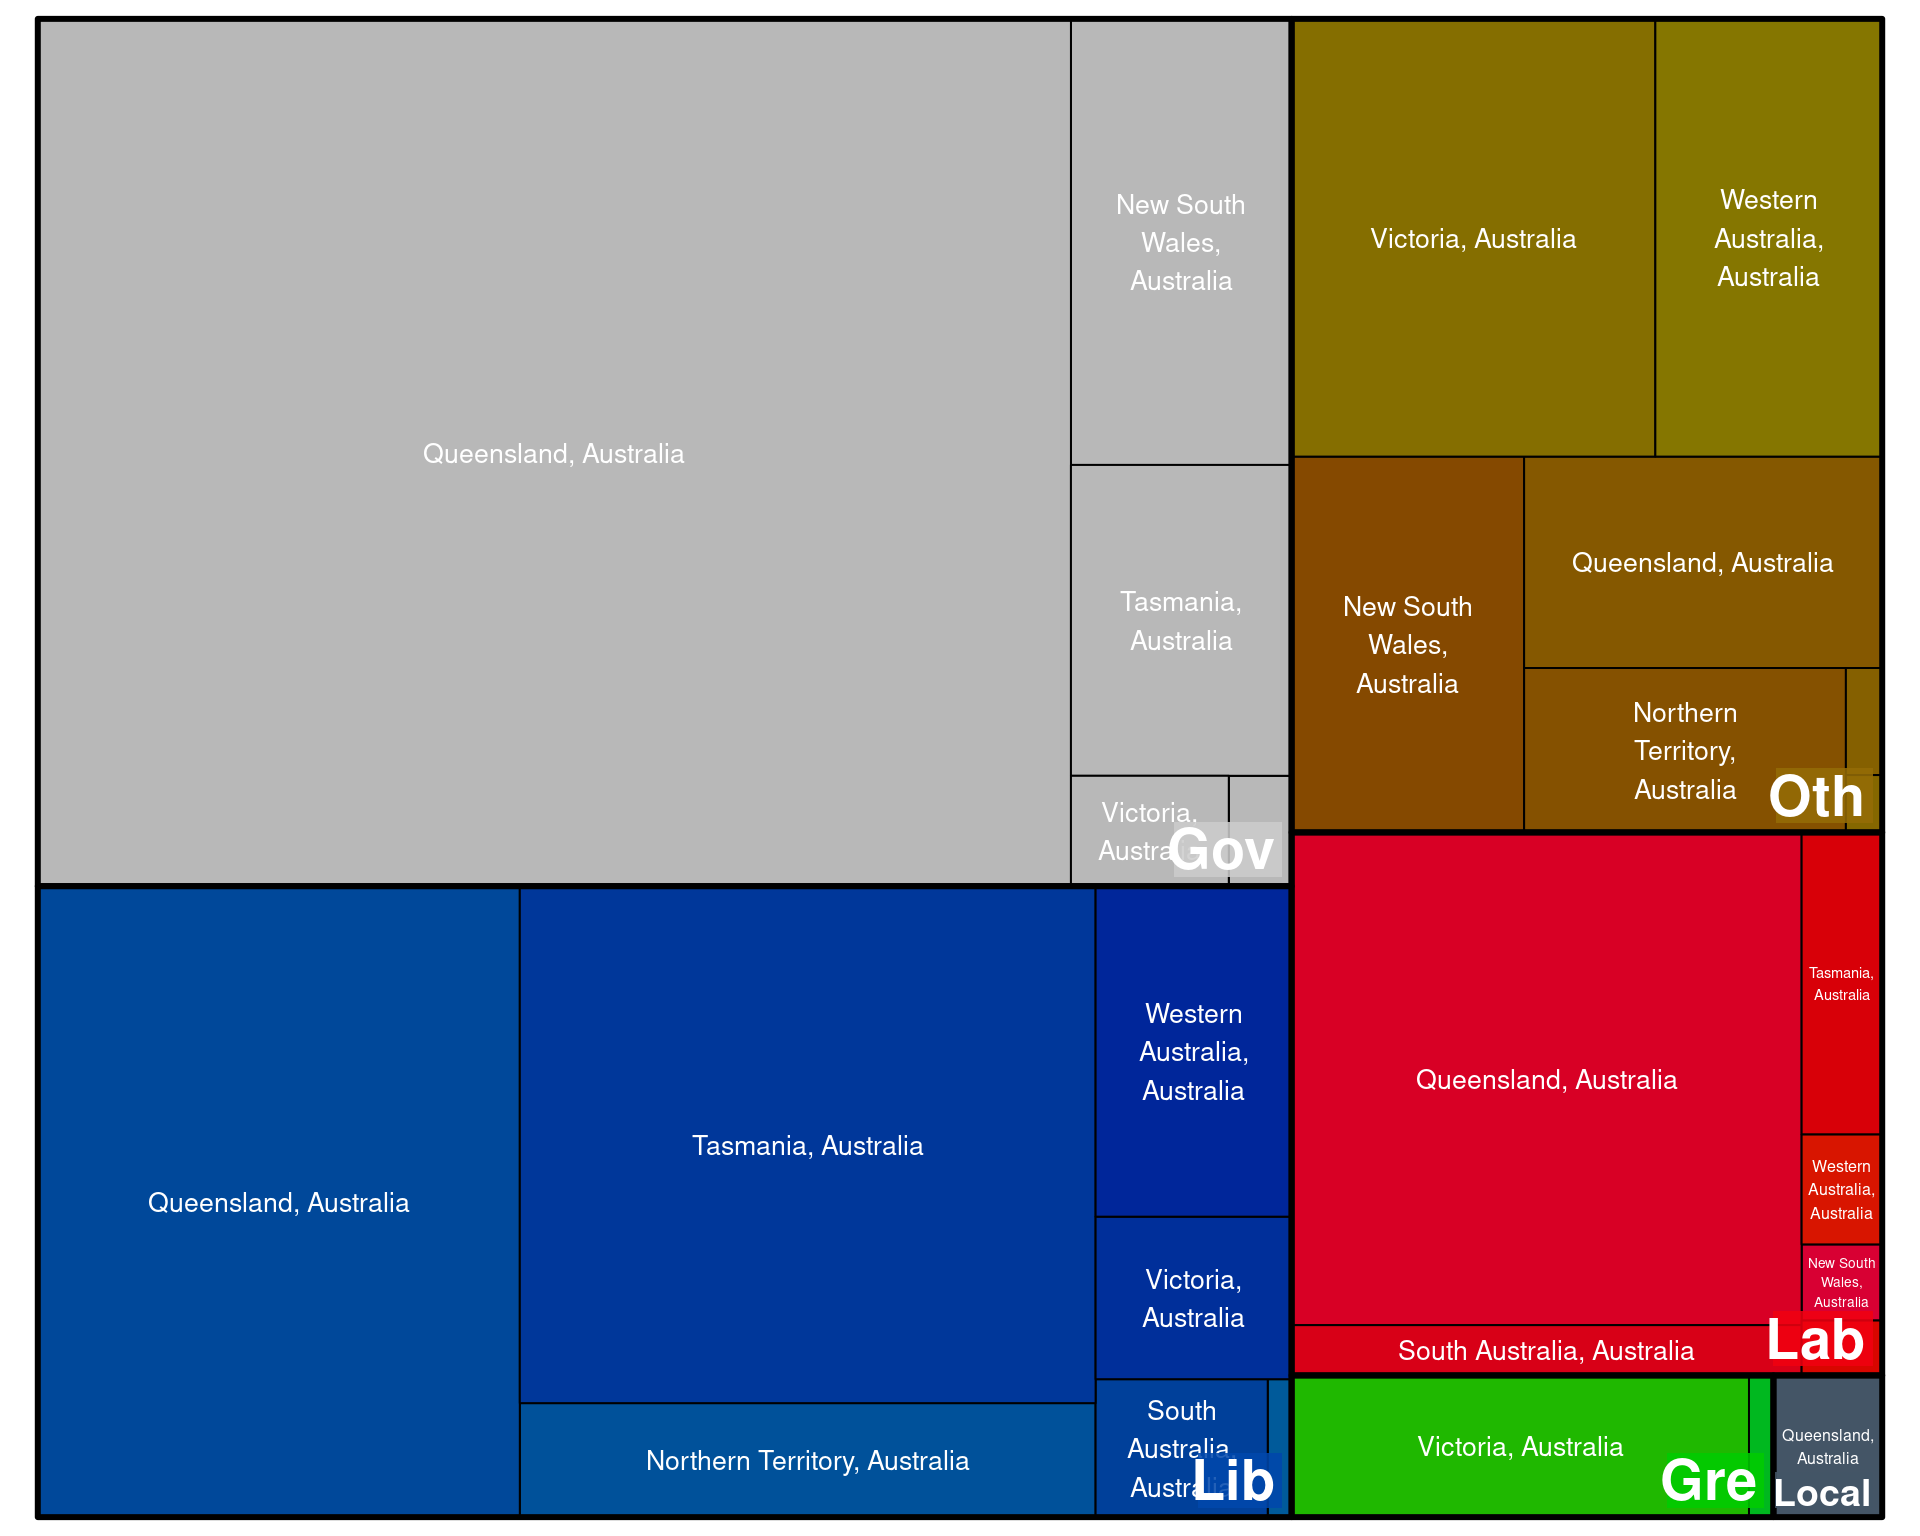 Queensland, Australia
New South
Wales,
Australia
Tasmania,
Australia
Victoria,
Australia
Gov
Victoria, Australia
Western
Australia,
Australia
New South
Wales,
Australia
Queensland, Australia
Northern
Territory,
Australia
Oth
Queensland, Australia
Tasmania, Australia
Northern Territory, Australia
Western
Australia,
Australia
Victoria,
Australia
South
Australia,
Australia
Lib
Queensland, Australia
Tasmania,
Australia
Western
Australia,
Australia
New South
Wales,
Australia
South Australia, Australia
Lab
Victoria, Australia
Gre
Queensland,
Australia
Local